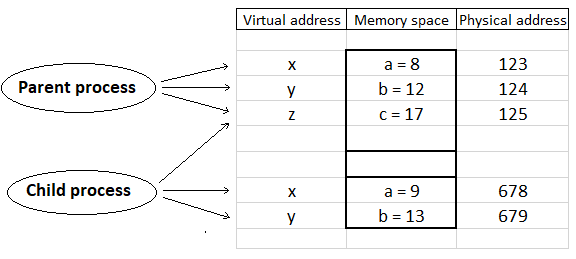 Virtual address Memory space Physical address
x a = 8 123
Parent process y b = 12 124
z c = 17 125
Child process x a = 9 678
y b = 13 679